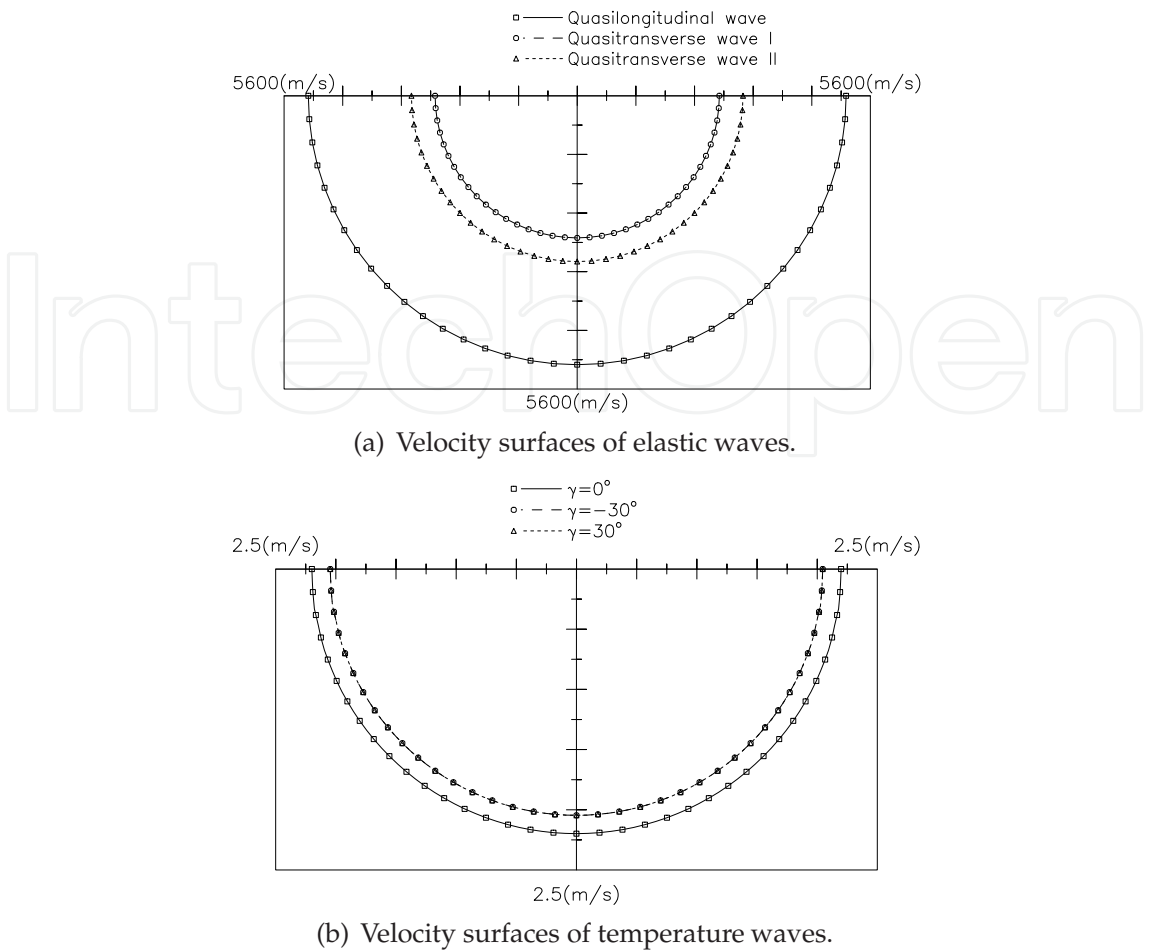 Quasilongitudinal wave
Quasitransverse wave I
Quasitransverse wave II
5600(m/s) 5600(m/s)
5600(m/s)
(a) Velocity surfaces of elastic waves.
IntechOpen
γ=0°
γ=−30°
γ=30°
2.5(m/s) 2.5(m/s)
2.5(m/s)
(b) Velocity surfaces of temperature waves.